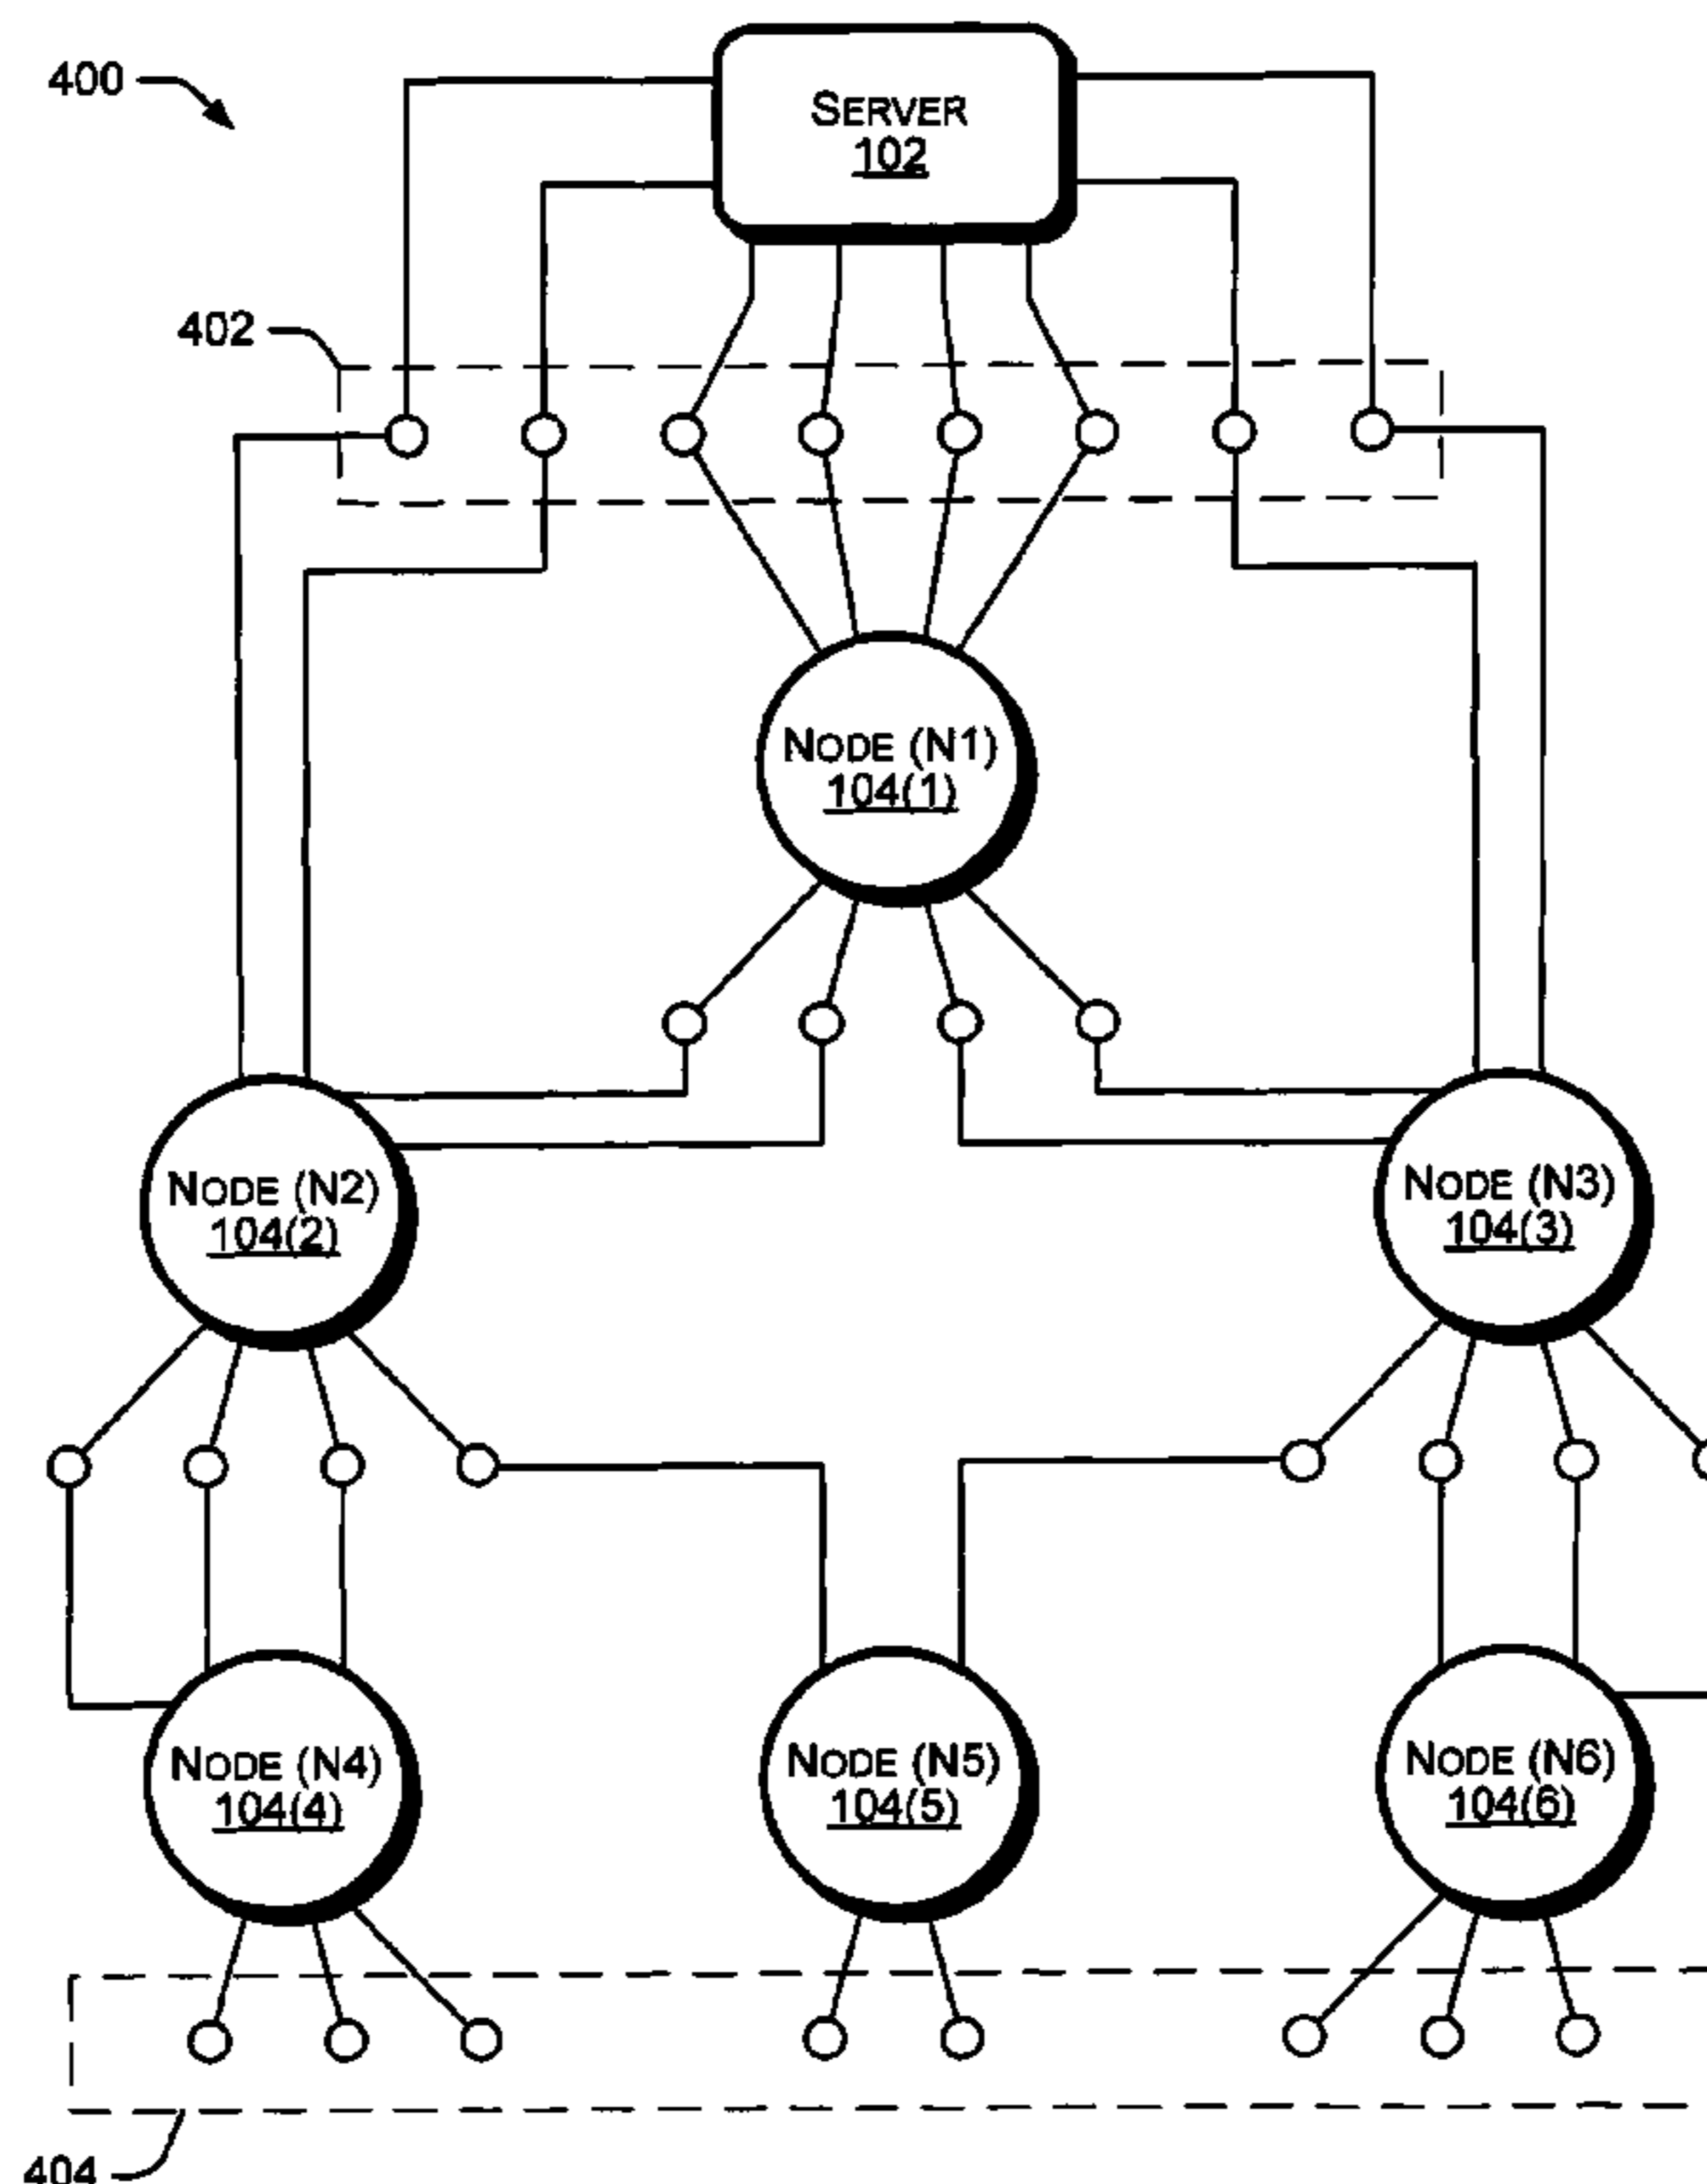 400
SERVER
102
402
NODE (N1)
104(1)
NODE (N2)
104(2)
NODE (N3)
104(3)
NODE (N4)
104(4)
NODE (N5)
104(5)
NODE (N6)
104(6)
404